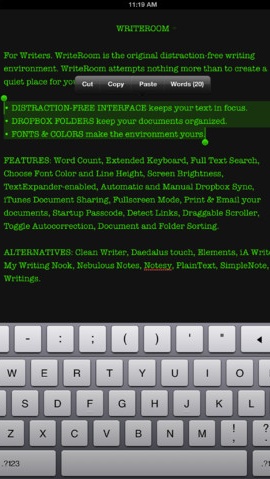 11:19 AM
WRITEROOM
For Writers. WriteRoom is the original distraction-free writing
environment. WriteRoom attempts nothing more than to create a
quiet place for yo
Cut Copy Paste Words (20)
• DISTRACTION-FREE INTERFACE keeps your text in focus.
• DROPBOX FOLDERS keep your documents organized.
• FONTS & COLORS make the environment yours.
FEATURES: Word Count, Extended Keyboard, Full Text Search,
Choose Font Color and Line Height, Screen Brightness,
TextExpander-enabled, Automatic and Manual Dropbox Sync,
iTunes Document Sharing, Fullscreen Mode, Print & Email your
documents, Startup Passcode, Detect Links, Draggable Scroller,
Toggle Autocorrection, Document and Folder Sorting.
ALTERNATIVES: Clean Writer, Daedalus touch, Elements, iA Write
My Writing Nook, Nebulous Notes, Notesy, PlainText, SimpleNote,
Writings.
- : ; ( ) ' "
W E R T Y U I O
S D F G H J K L
Z X C V B N M ! , ? .
.?123 .?123